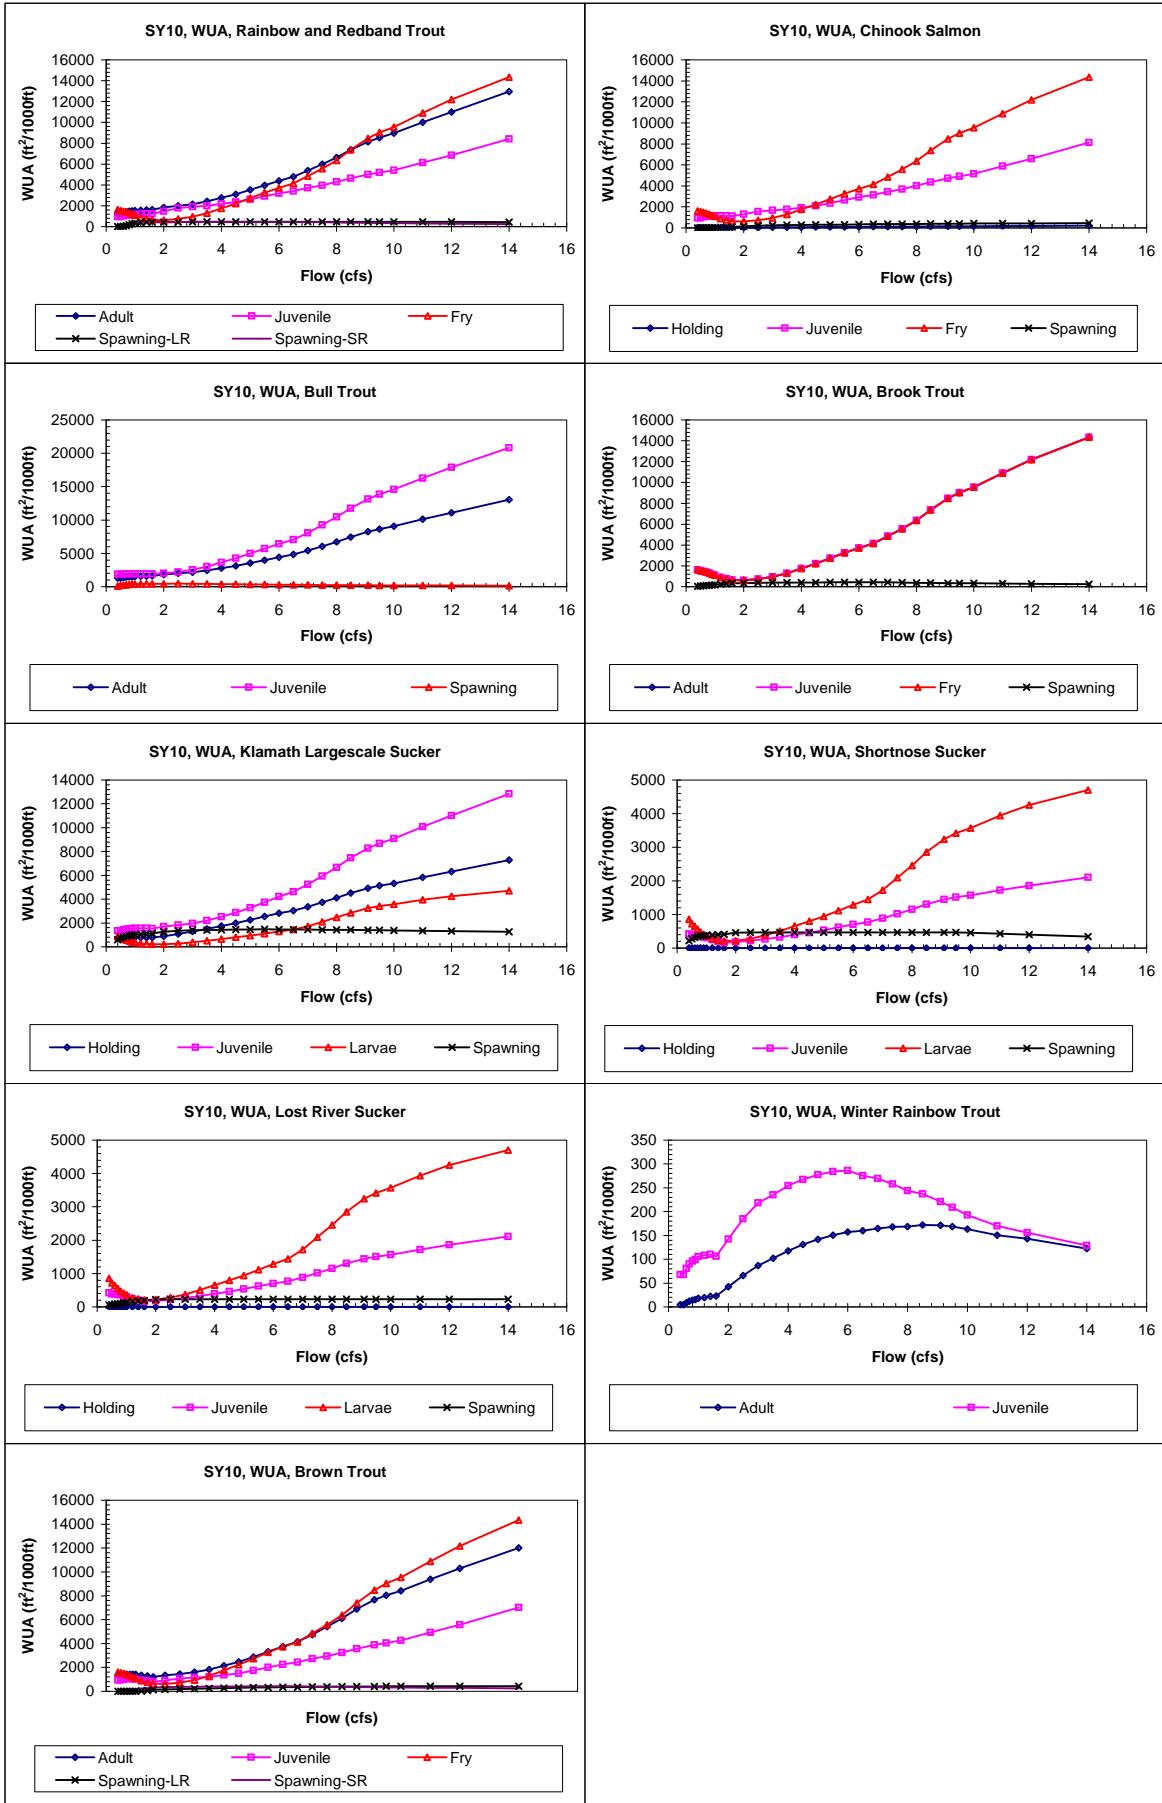 SY10, WUA, Rainbow and Redband Trout
WUA (ft²/1000ft)
16000
14000
12000
10000
8000
6000
4000
2000
0
0 2 4 6 8 10 12 14 16
Flow (cfs)
Adult Juvenile Fry
Spawning-LR Spawning-SR
SY10, WUA, Chinook Salmon
WUA (ft²/1000ft)
16000
14000
12000
10000
8000
6000
4000
2000
0
0 2 4 6 8 10 12 14 16
Flow (cfs)
Holding Juvenile Fry Spawning
SY10, WUA, Bull Trout
WUA (ft²/1000ft)
25000
20000
15000
10000
5000
0
0 2 4 6 8 10 12 14 16
Flow (cfs)
Adult Juvenile Spawning
SY10, WUA, Brook Trout
WUA (ft²/1000ft)
16000
14000
12000
10000
8000
6000
4000
2000
0
0 2 4 6 8 10 12 14 16
Flow (cfs)
Adult Juvenile Fry Spawning
SY10, WUA, Klamath Largescale Sucker
WUA (ft²/1000ft)
14000
12000
10000
8000
6000
4000
2000
0
0 2 4 6 8 10 12 14 16
Flow (cfs)
Holding Juvenile Larvae Spawning
SY10, WUA, Shortnose Sucker
WUA (ft²/1000ft)
5000
4000
3000
2000
1000
0
0 2 4 6 8 10 12 14 16
Flow (cfs)
Holding Juvenile Larvae Spawning
SY10, WUA, Lost River Sucker
WUA (ft²/1000ft)
5000
4000
3000
2000
1000
0
0 2 4 6 8 10 12 14 16
Flow (cfs)
Holding Juvenile Larvae Spawning
SY10, WUA, Winter Rainbow Trout
WUA (ft²/1000ft)
350
300
250
200
150
100
50
0
0 2 4 6 8 10 12 14 16
Flow (cfs)
Adult Juvenile
SY10, WUA, Brown Trout
WUA (ft²/1000ft)
16000
14000
12000
10000
8000
6000
4000
2000
0
Flow (cfs)
Adult Juvenile Fry
Spawning-LR Spawning-SR